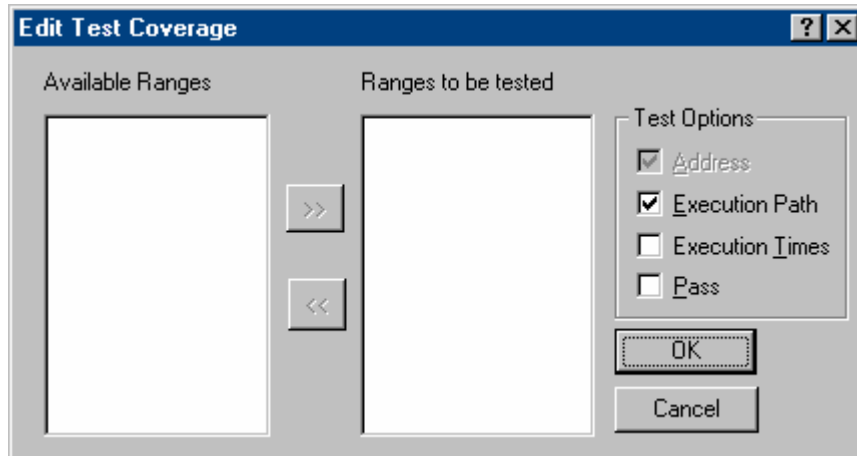 Edit Test Coverage
Available Ranges
Ranges to be tested
>>
<<
Test Options
Address
Execution Path
Execution Times
Pass
OK
Cancel